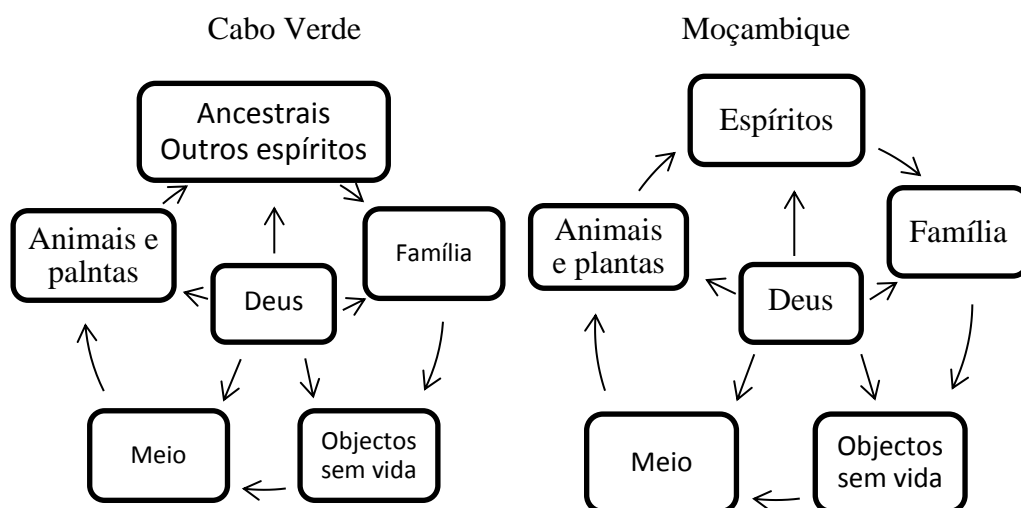 Cabo Verde
Ancestrais
Outros espíritos
Animais e
palntas
Família
Deus
Meio
Objectos
sem vida
Moçambique
Espíritos
Animais
e plantas
Família
Deus
Meio
Objectos
sem vida